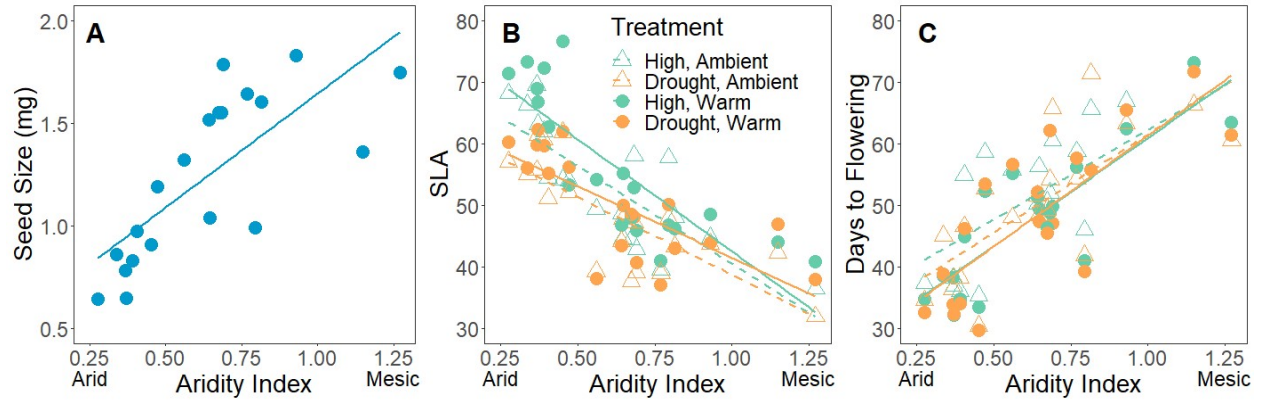 A
Seed Size (mg)
2.0
1.5
1.0
0.5
0.25 0.50 0.75 1.00 1.25
Arid Aridity Index Mesic
B
SLA
80
70
60
50
40
30
Treatment
High, Ambient
Drought, Ambient
High, Warm
Drought, Warm
0.25 0.50 0.75 1.00 1.25
Arid Aridity Index Mesic
C
Days to Flowering
80
70
60
50
40
30
0.25 0.50 0.75 1.00 1.25
Arid Aridity Index Mesic